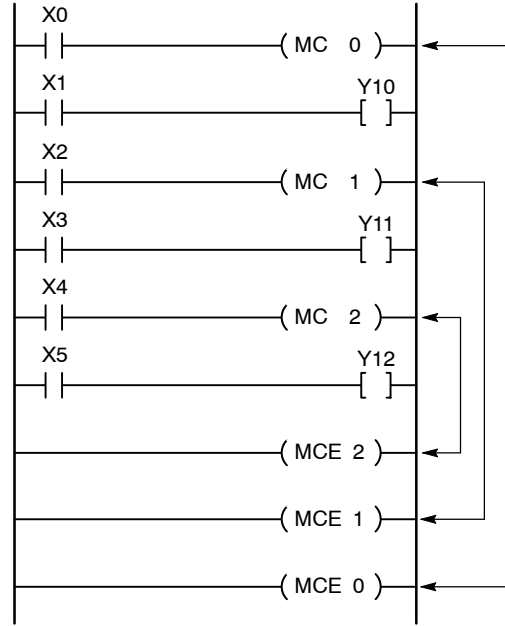 X0
( MC 0 )
X1
Y10
[ ]
X2
( MC 1 )
X3
Y11
[ ]
X4
( MC 2 )
X5
Y12
[ ]
( MCE 2 )
( MCE 1 )
( MCE 0 )